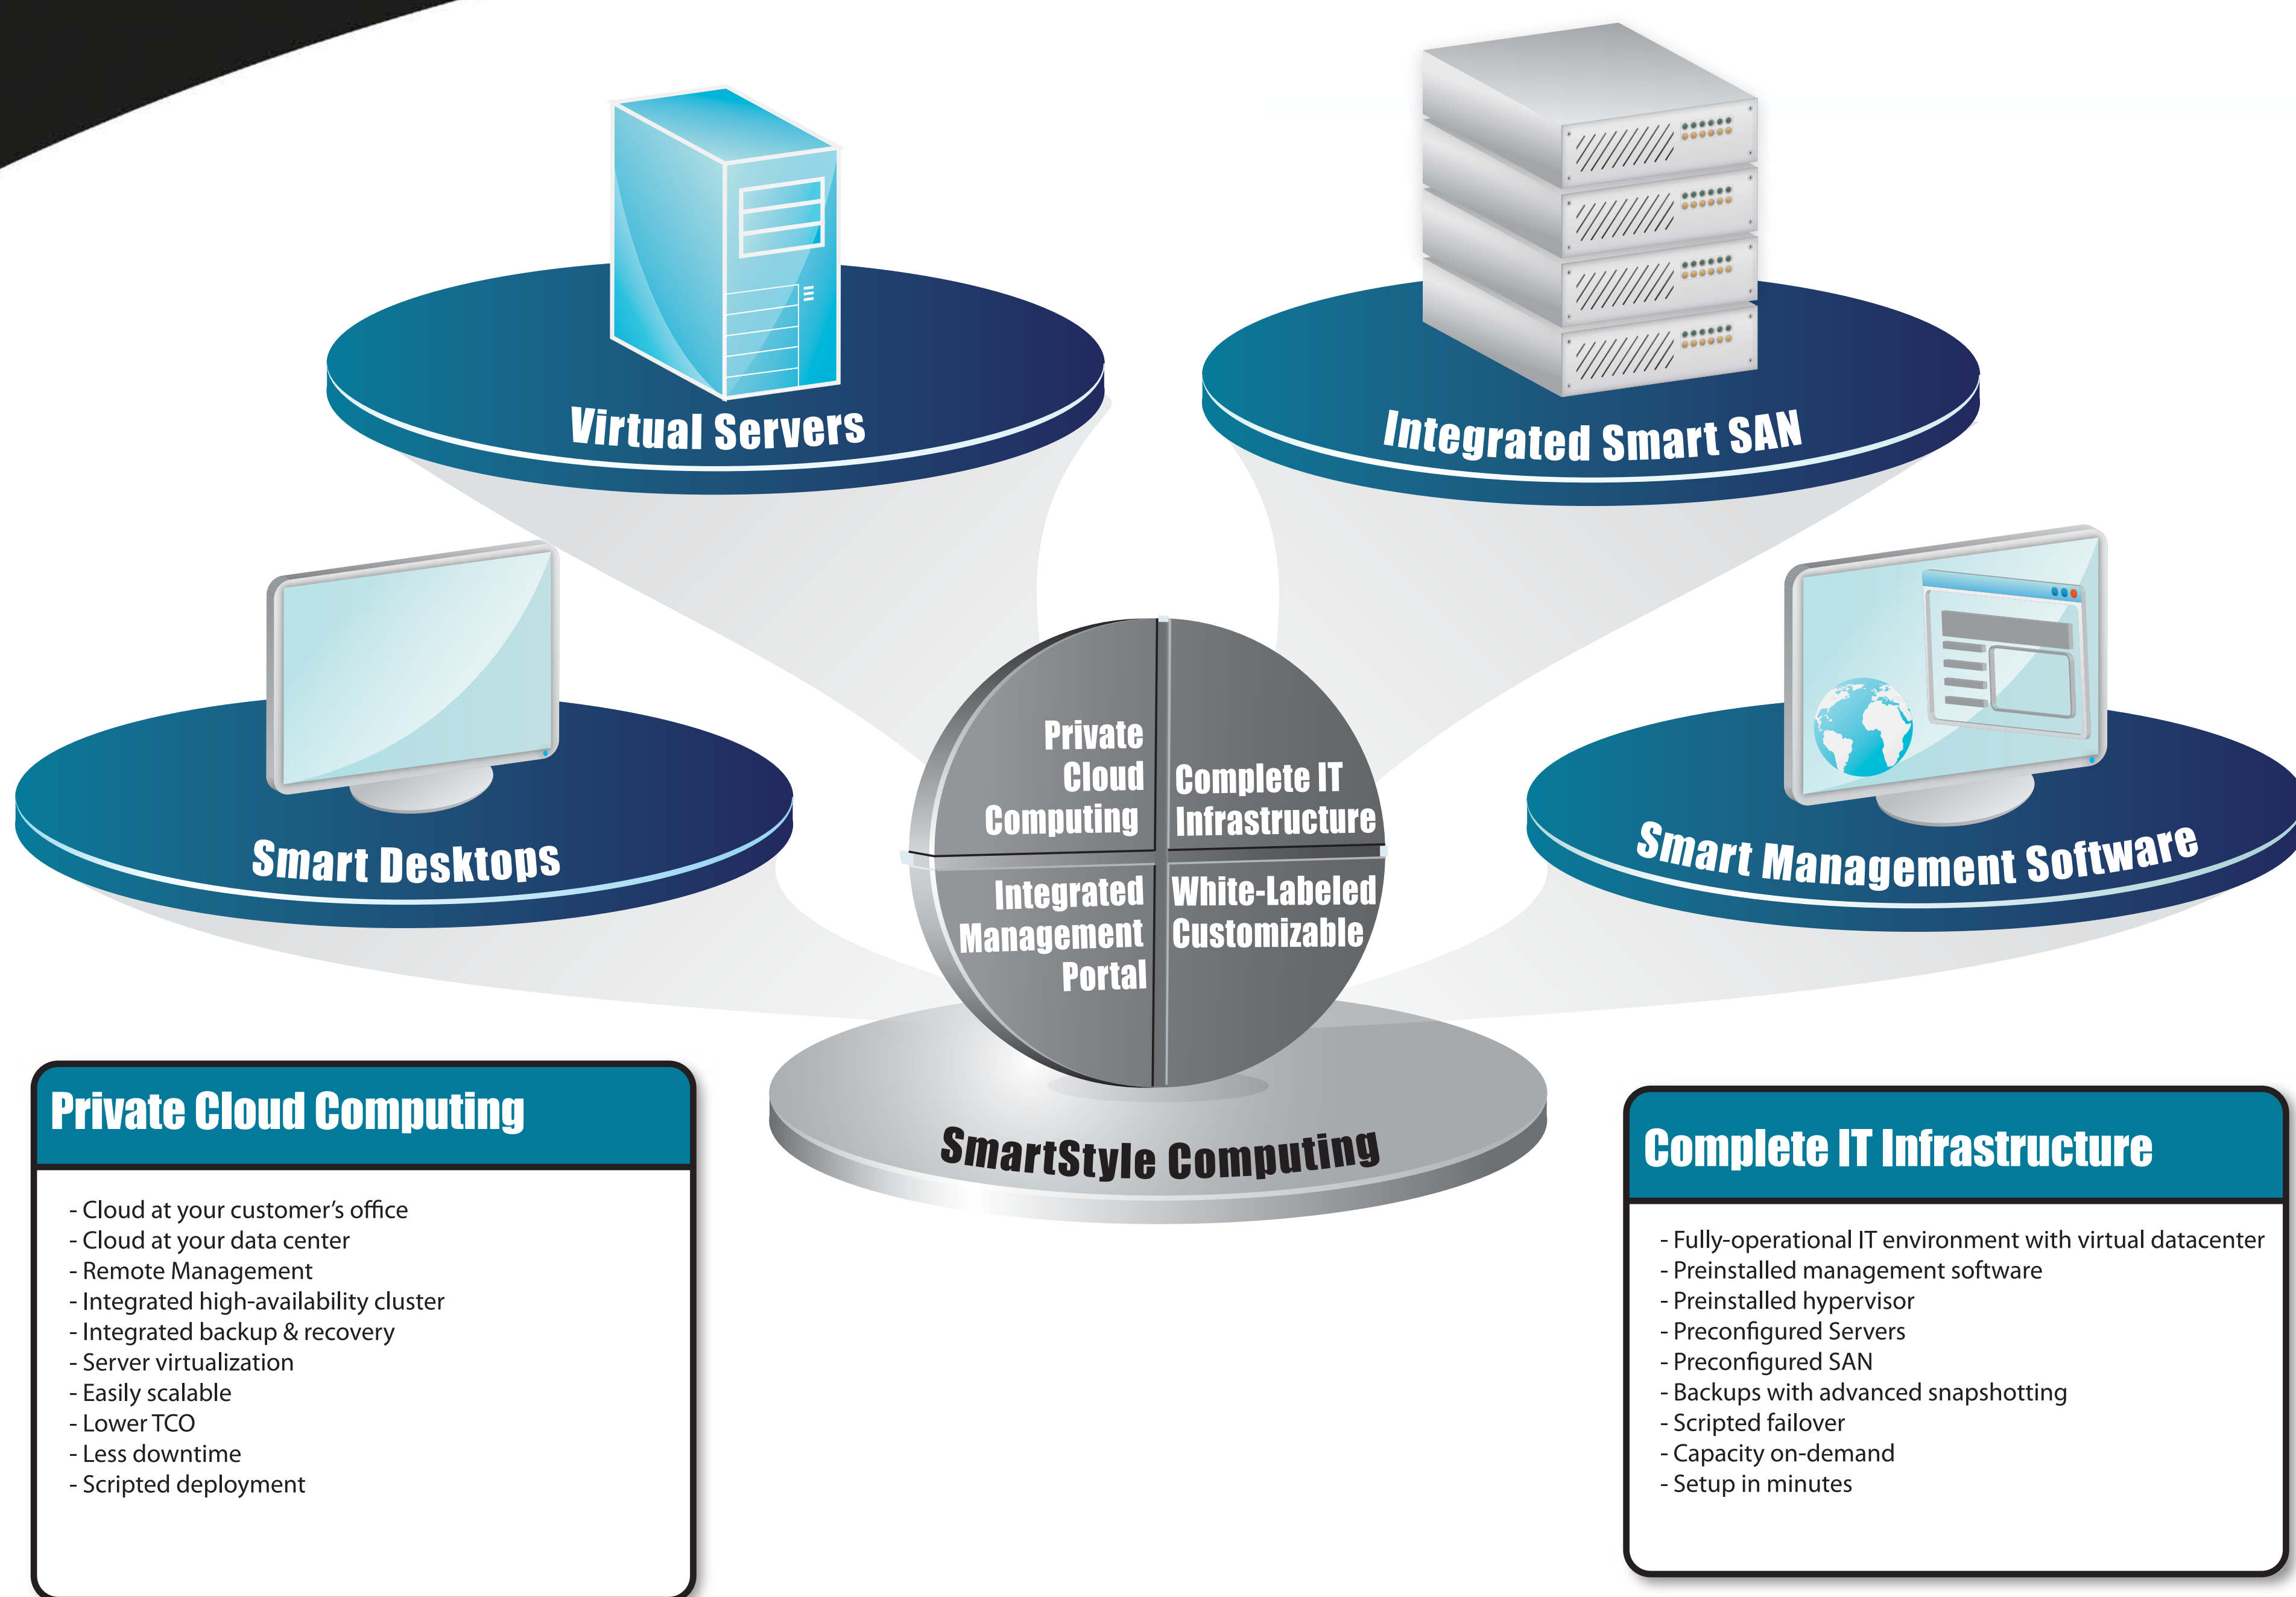 Virtual Servers
Integrated Smart SAN
Smart Desktops
Smart Management Software
Private
Cloud
Computing
Complete IT
Infrastructure
Integrated
Management
Portal
White-Labeled
Customizable
SmartStyle Computing
Private Cloud Computing
- Cloud at your customer’s office
- Cloud at your data center
- Remote Management
- Integrated high-availability cluster
- Integrated backup & recovery
- Server virtualization
- Easily scalable
- Lower TCO
- Less downtime
- Scripted deployment
Complete IT Infrastructure
- Fully-operational IT environment with virtual datacenter
- Preinstalled management software
- Preinstalled hypervisor
- Preconfigured Servers
- Preconfigured SAN
- Backups with advanced snapshotting
- Scripted failover
- Capacity on-demand
- Setup in minutes